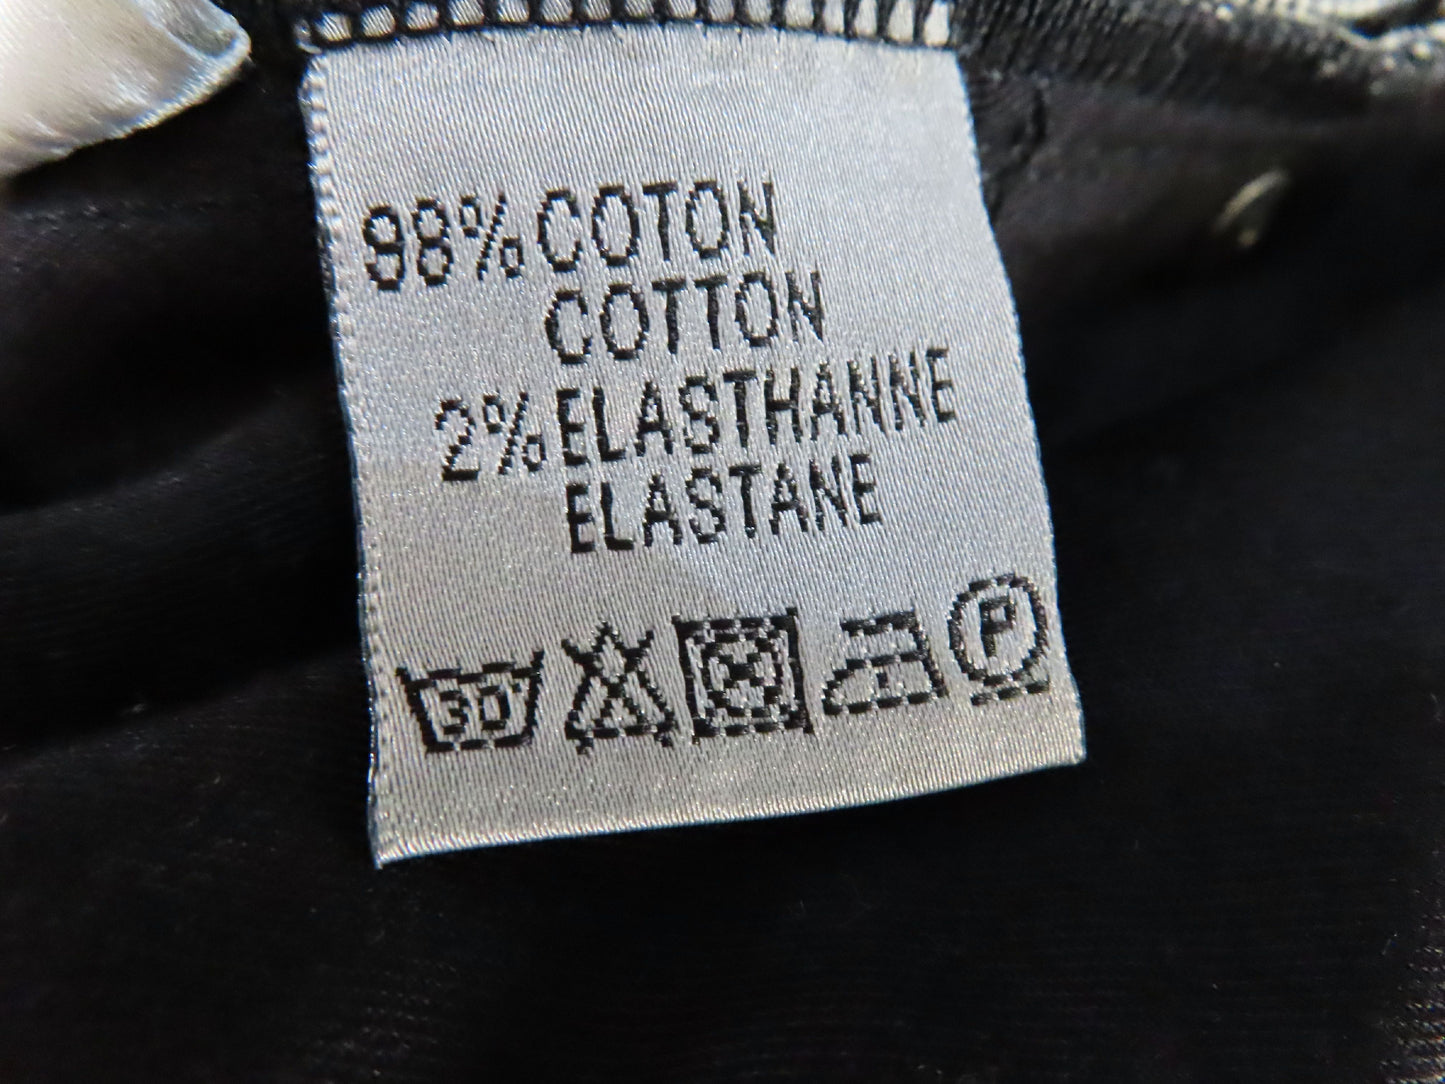 98% COTON
COTTON
2% ELASTHANNE
ELASTANE
30° P